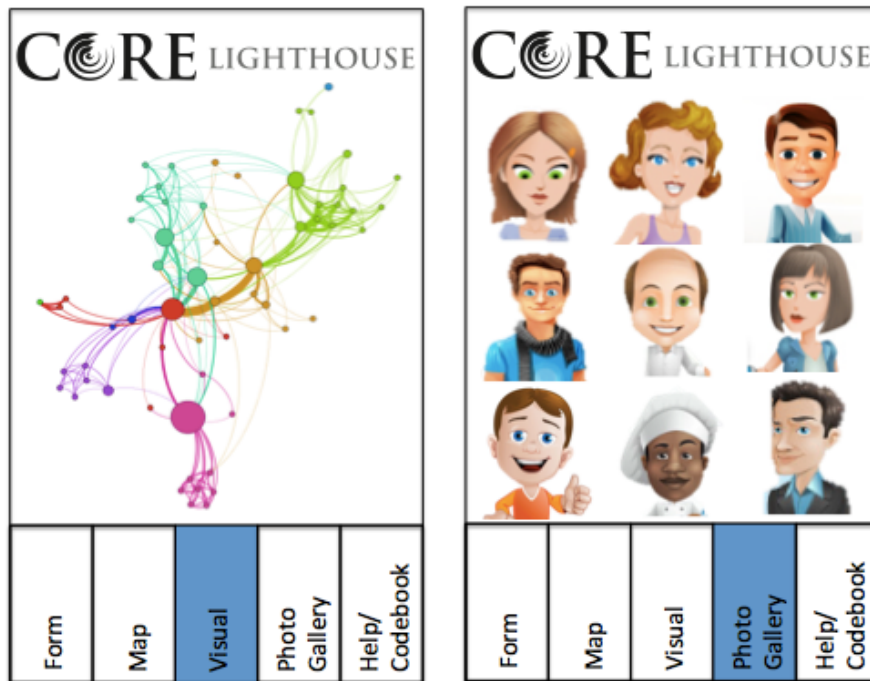 CORE LIGHTHOUSE
Form
Map
Visual
Photo
Gallery
Help/
Codebook
CORE LIGHTHOUSE
Form
Map
Visual
Photo
Gallery
Help/
Codebook